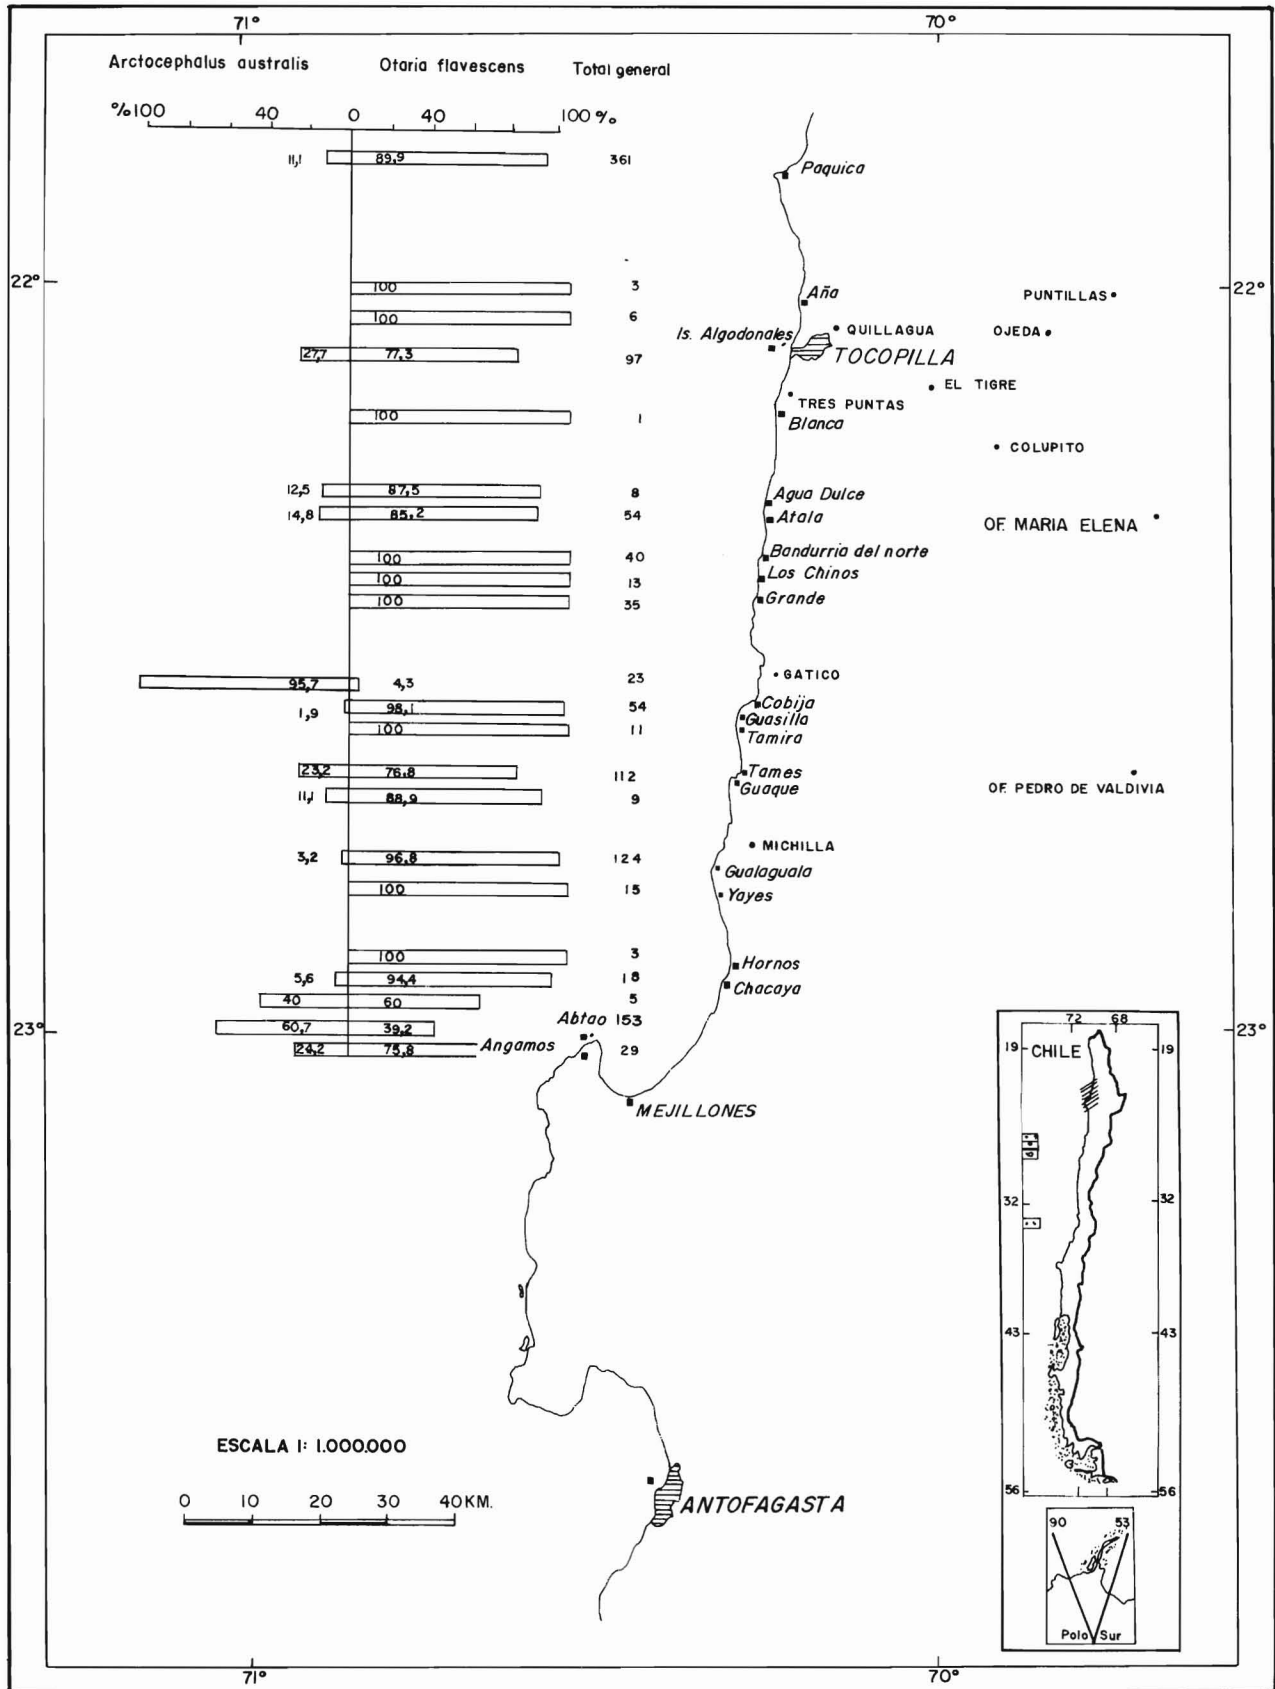 71° 70°
Arctocephalus australis Otaria flavescens Total general
%100 40 0 40 100 %
11,1 89,9 361
Paquica
22° 22°
100 3
Aña
PUNTILLAS
100 6
QUILLAGUA OJEDA
Is. Algodonales
27,7 77,3 97
TOCOPILLA
EL TIGRE
TRES PUNTAS
100 1
Blanca
COLUPITO
12,5 87,5 8
Agua Dulce
14,8 85,2 54
Atala
OF. MARIA ELENA
100 40
Bandurria del norte
100 13
Los Chinos
100 35
Grande
GATICO
95,7 4,3 23
Cobija
1,9 98,1 54
Guasilla
100 11
Tamira
23,2 76,8 112
Tames
Guaque
OF. PEDRO DE VALDIVIA
11,1 88,9 9
MICHILLA
3,2 96,8 124
Gualaguala
100 15
Yayes
100 3
Hornos
5,6 94,4 18
Chacaya
40 60 5
Abtao 153
60,7 39,2
23° 23°
24,2 75,8 Angamos 29
MEJILLONES
72 68
19 CHILE 19
32 32
43 43
56 56
ESCALA 1: 1.000.000
0 10 20 30 40 KM.
ANTOFAGASTA
90 53
Polo Sur
71° 70°